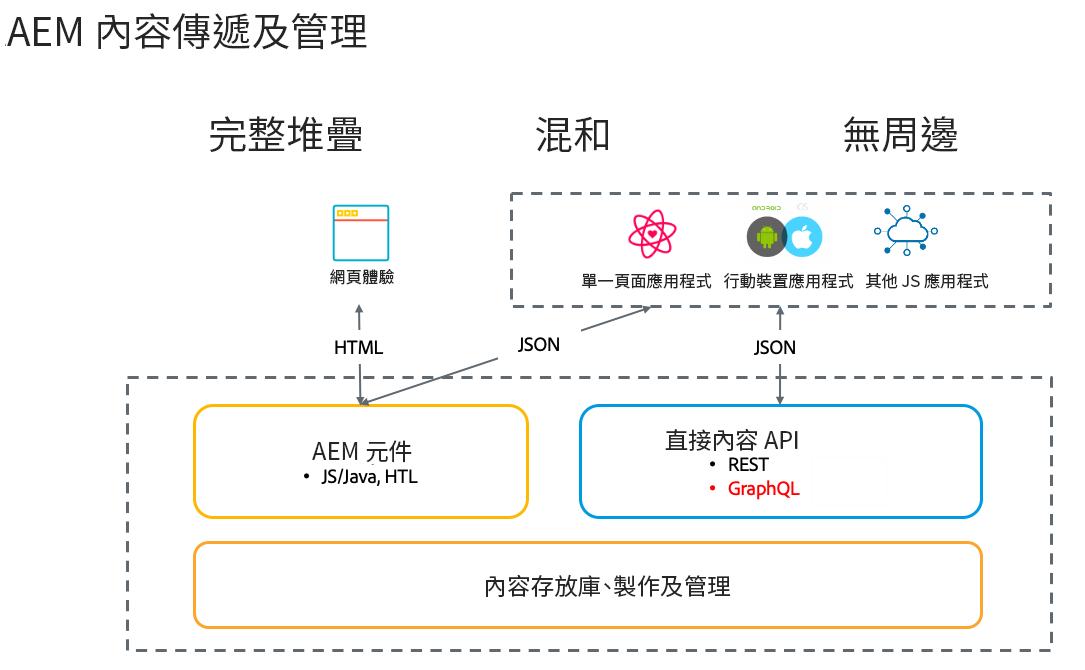 AEM 內容傳遞及管理
完整堆疊
混和
無周邊
ANDROID
iOS
網頁體驗
單一頁面應用程式
行動裝置應用程式
其他 JS 應用程式
HTML
JSON
JSON
AEM 元件
• JS/Java, HTL
直接內容 API
• REST
• GraphQL
內容存放庫、製作及管理